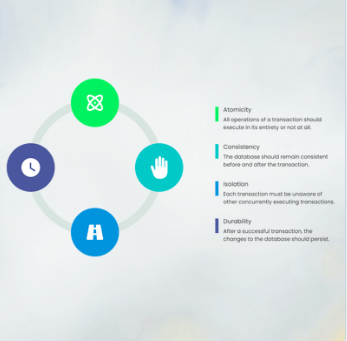 Atomicity
All operations of a transaction should
execute in its entirety or not at all.
Consistency
The database should remain consistent
before and after the transaction.
Isolation
Each transaction must be unaware of
other concurrently executing transactions.
Durability
After a successful transaction, the
changes to the database should persist.